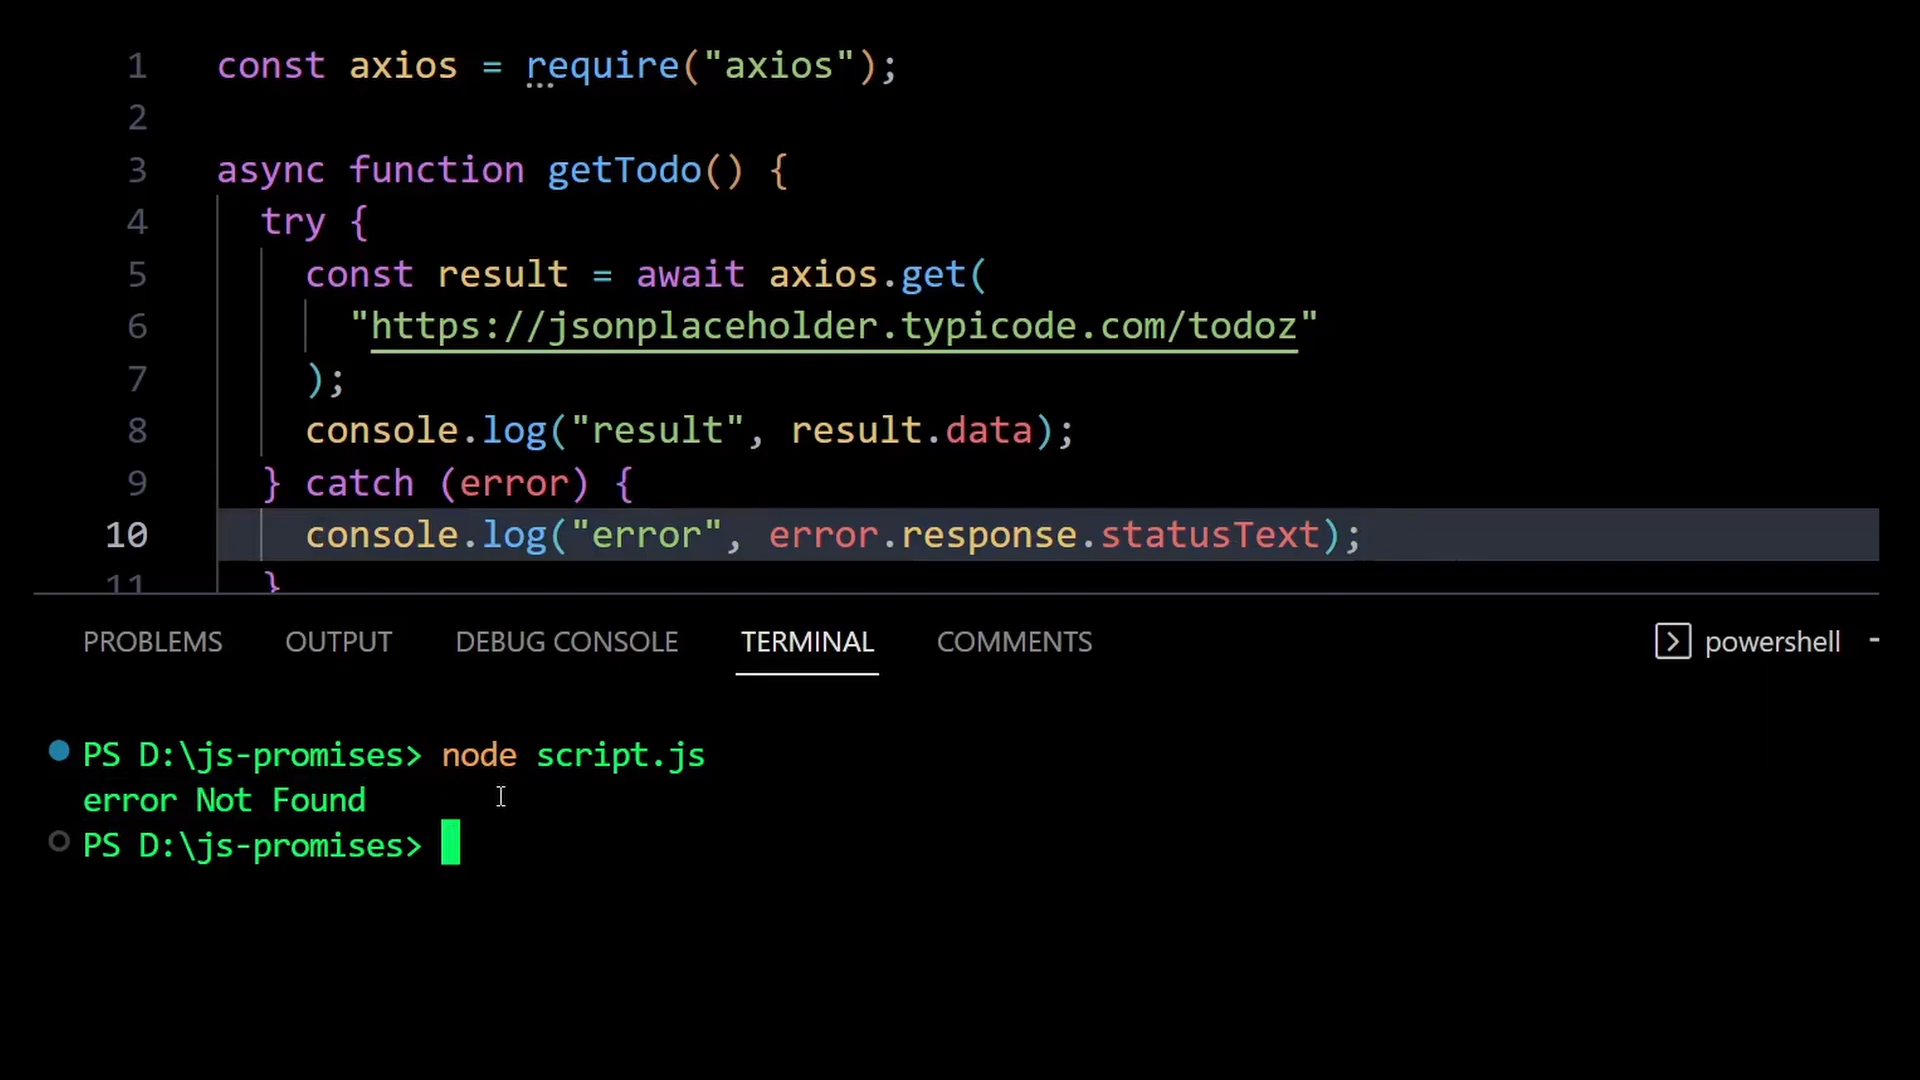 1 const axios = require("axios");
2
3 async function getTodo() {
4 try {
5 const result = await axios.get(
6 "https://jsonplaceholder.typicode.com/todoz"
7 );
8 console.log("result", result.data);
9 } catch (error) {
10 console.log("error", error.response.statusText);
11 }
PROBLEMS OUTPUT DEBUG CONSOLE TERMINAL COMMENTS powershell -
PS D:\js-promises> node script.js
error Not Found
PS D:\js-promises>